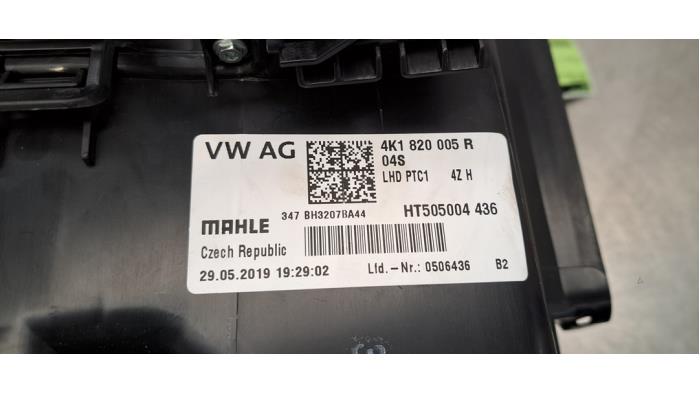 VW AG
4K1 820 005 R
04S
LHD PTC1 4Z H
347 BH3207BA44
HT505004 436
MAHLE
Czech Republic
29.05.2019 19:29:02
Lfd.-Nr.: 0506436
B2